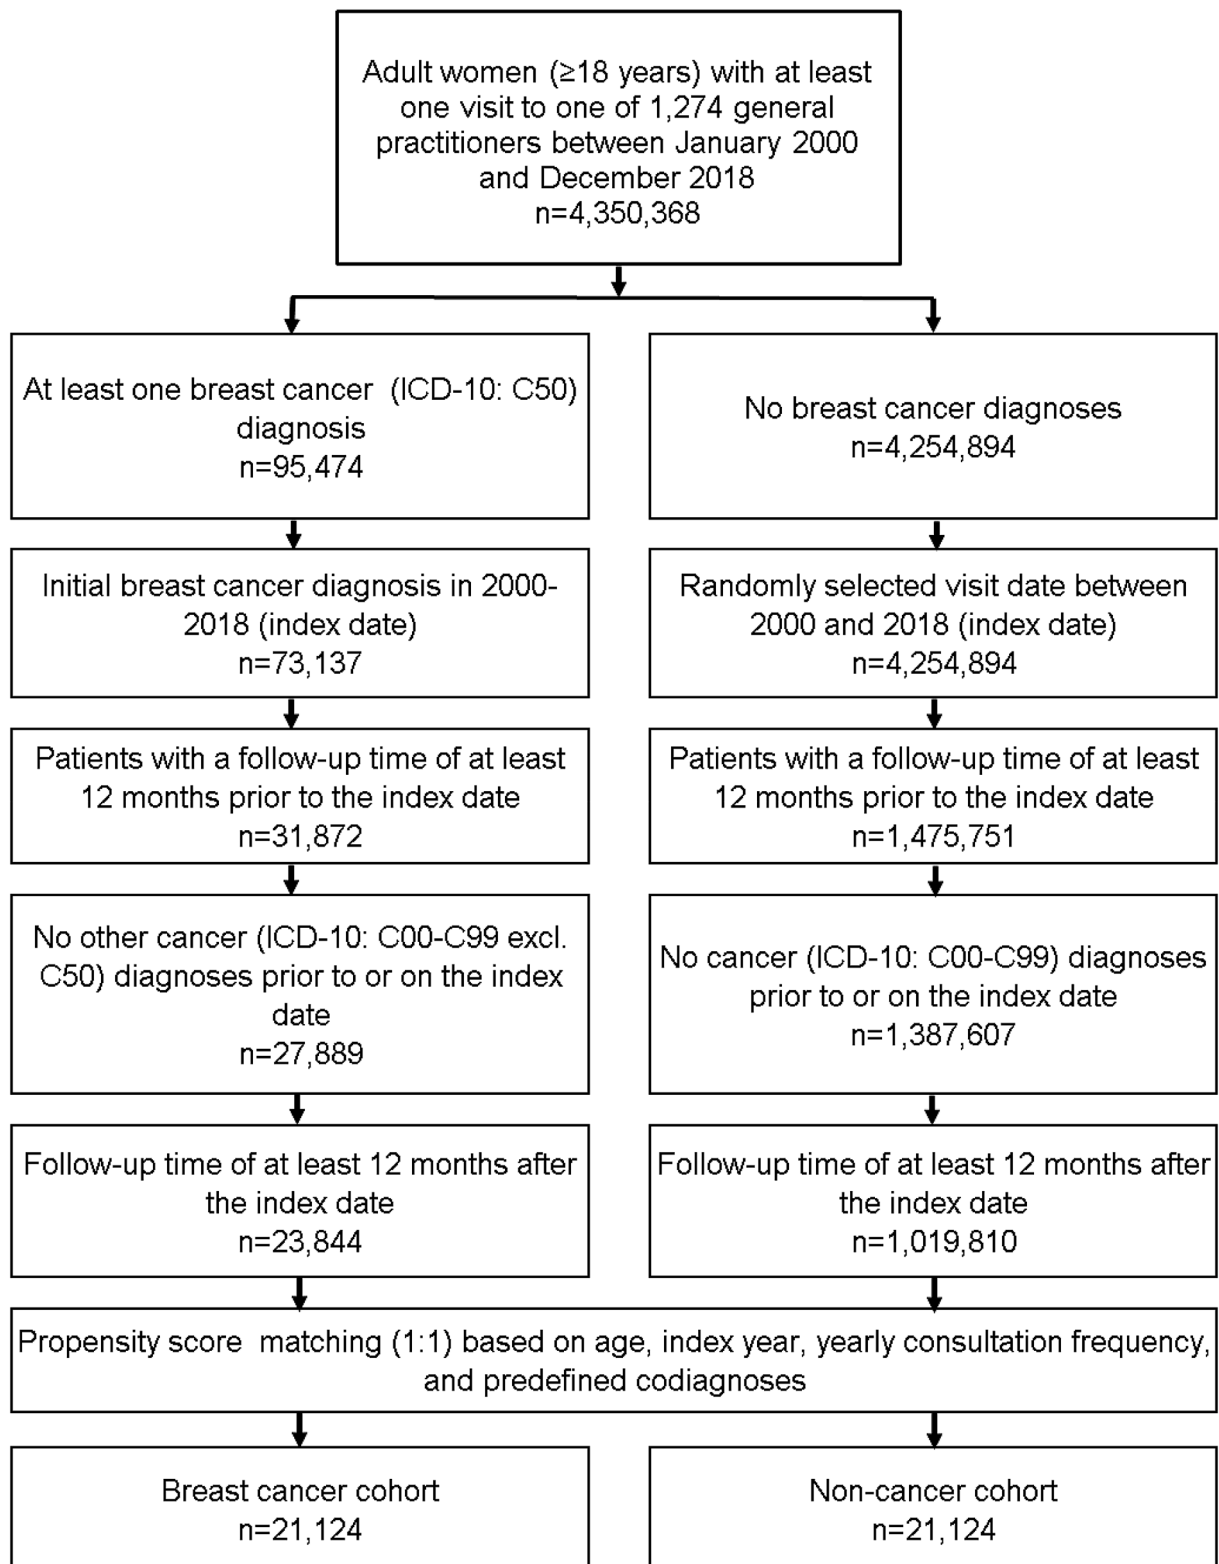 Adult women (≥18 years) with at least
one visit to one of 1,274 general
practitioners between January 2000
and December 2018
n=4,350,368
At least one breast cancer (ICD-10: C50)
diagnosis
n=95,474
No breast cancer diagnoses
n=4,254,894
Initial breast cancer diagnosis in 2000-
2018 (index date)
n=73,137
Randomly selected visit date between
2000 and 2018 (index date)
n=4,254,894
Patients with a follow-up time of at least
12 months prior to the index date
n=31,872
Patients with a follow-up time of at least
12 months prior to the index date
n=1,475,751
No other cancer (ICD-10: C00-C99 excl.
C50) diagnoses prior to or on the index
date
n=27,889
No cancer (ICD-10: C00-C99) diagnoses
prior to or on the index date
n=1,387,607
Follow-up time of at least 12 months after
the index date
n=23,844
Follow-up time of at least 12 months after
the index date
n=1,019,810
Propensity score matching (1:1) based on age, index year, yearly consultation frequency,
and predefined codiagnoses
Breast cancer cohort
n=21,124
Non-cancer cohort
n=21,124